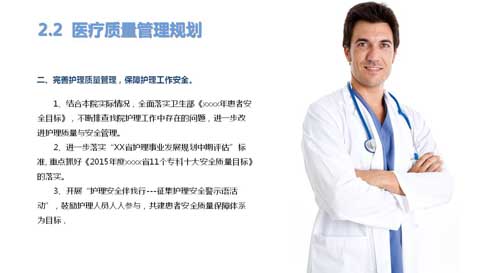 2.2 医疗质量管理规划
二、完善护理质量管理，保障护理工作安全。
1、结合本院实际情况，全面落实卫生部《xxxx年患者安
全目标》，不断排查我院护理工作中存在的问题，进一步改
进护理质量与安全管理。
2、进一步落实“XX省护理事业发展规划中期评估”标
准，重点抓好《2015年度xxxx省11个专科十大安全质量目标》
的落实。
3、开展“护理安全伴我行---征集护理安全警示语活
动”，鼓励护理人员人人参与，共建患者安全质量保障体系
为目标．